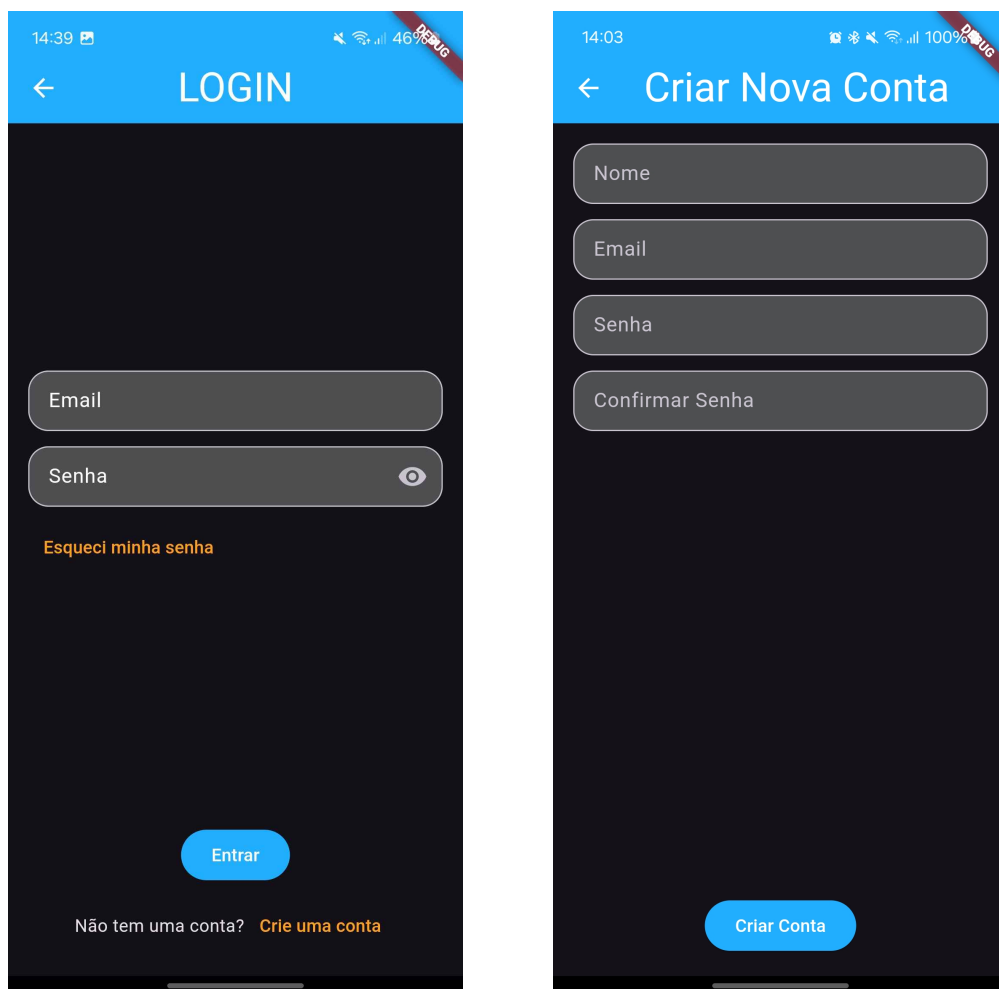 14:39
46%
DEBUG
LOGIN
Email
Senha
Esqueci minha senha
Entrar
Não tem uma conta? Crie uma conta
14:03
100%
DEBUG
Criar Nova Conta
Nome
Email
Senha
Confirmar Senha
Criar Conta